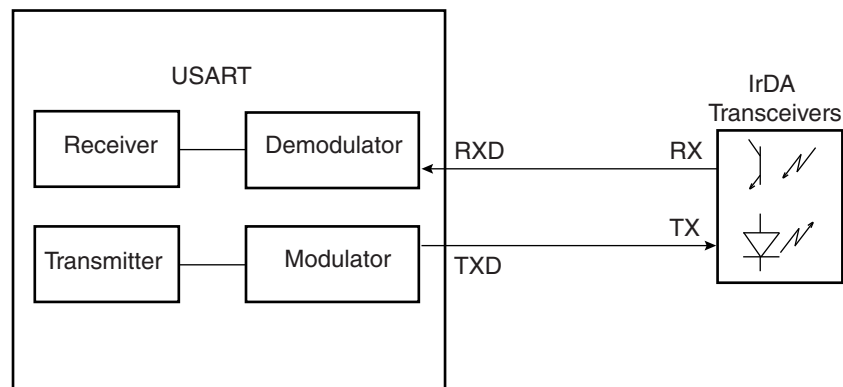 USART
IrDA
Transceivers
Receiver
Demodulator
RXD
RX
Transmitter
Modulator
TXD
TX